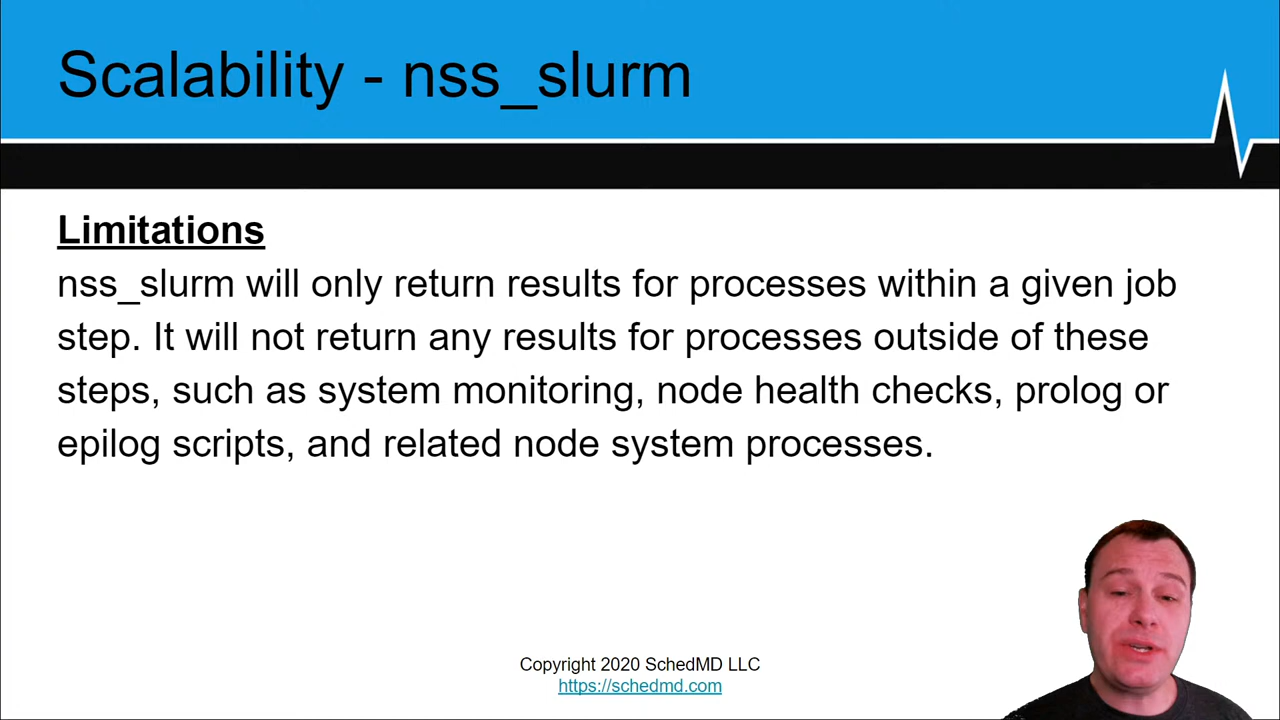 Scalability - nss_slurm
Limitations
nss_slurm will only return results for processes within a given job
step. It will not return any results for processes outside of these
steps, such as system monitoring, node health checks, prolog or
epilog scripts, and related node system processes.
Copyright 2020 SchedMD LLC
https://schedmd.com